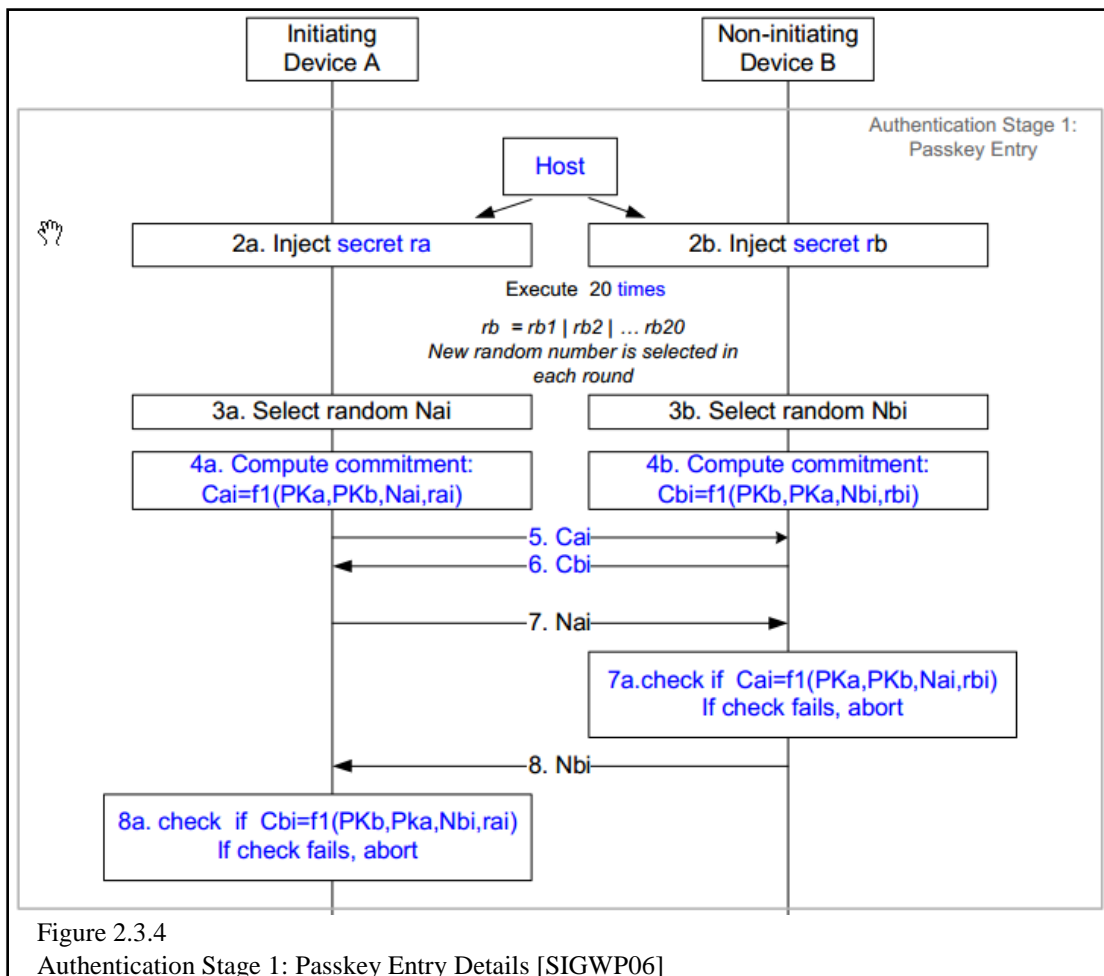 Initiating
Device A
Non-initiating
Device B
Authentication Stage 1:
Passkey Entry
Host
2a. Inject secret ra
2b. Inject secret rb
Execute 20 times
rb = rb1 | rb2 | … rb20
New random number is selected in
each round
3a. Select random Nai
3b. Select random Nbi
4a. Compute commitment:
Cai=f1(PKa,PKb,Nai,rai)
4b. Compute commitment:
Cbi=f1(PKb,PKa,Nbi,rbi)
5. Cai
6. Cbi
7. Nai
7a.check if Cai=f1(PKa,PKb,Nai,rbi)
If check fails, abort
8. Nbi
8a. check if Cbi=f1(PKb,Pka,Nbi,rai)
If check fails, abort
Figure 2.3.4
Authentication Stage 1: Passkey Entry Details [SIGWP06]